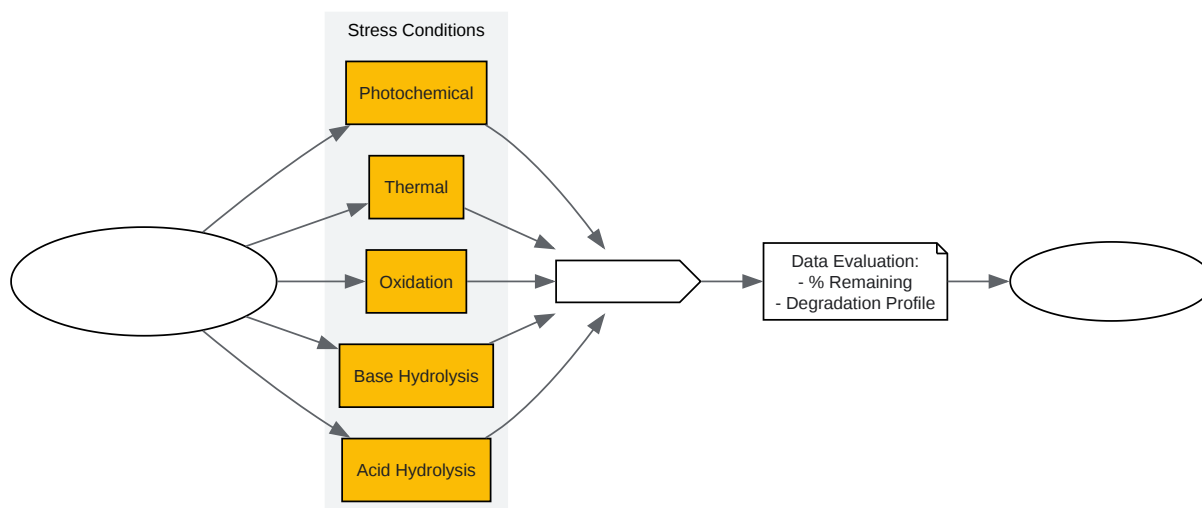 Stress Conditions
Photochemical
Thermal
Oxidation
Base Hydrolysis
Acid Hydrolysis
Data Evaluation:
- % Remaining
- Degradation Profile